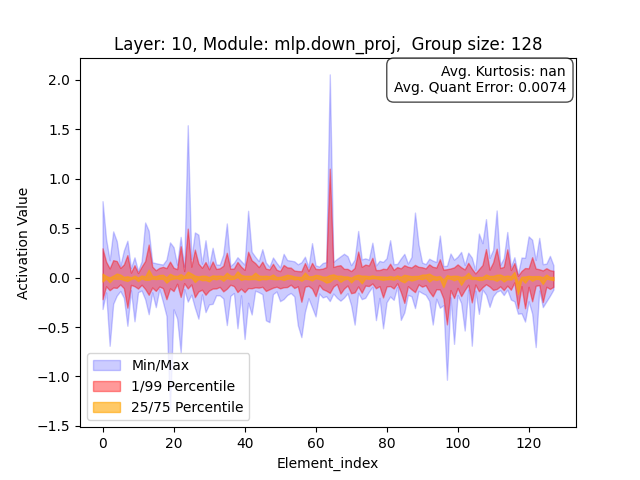 Layer: 10, Module: mlp.down_proj,  Group size: 128
Avg. Kurtosis: nan
Avg. Quant Error: 0.0074
Activation Value
2.0
1.5
1.0
0.5
0.0
−0.5
−1.0
−1.5
Min/Max
1/99 Percentile
25/75 Percentile
0 20 40 60 80 100 120
Element_index